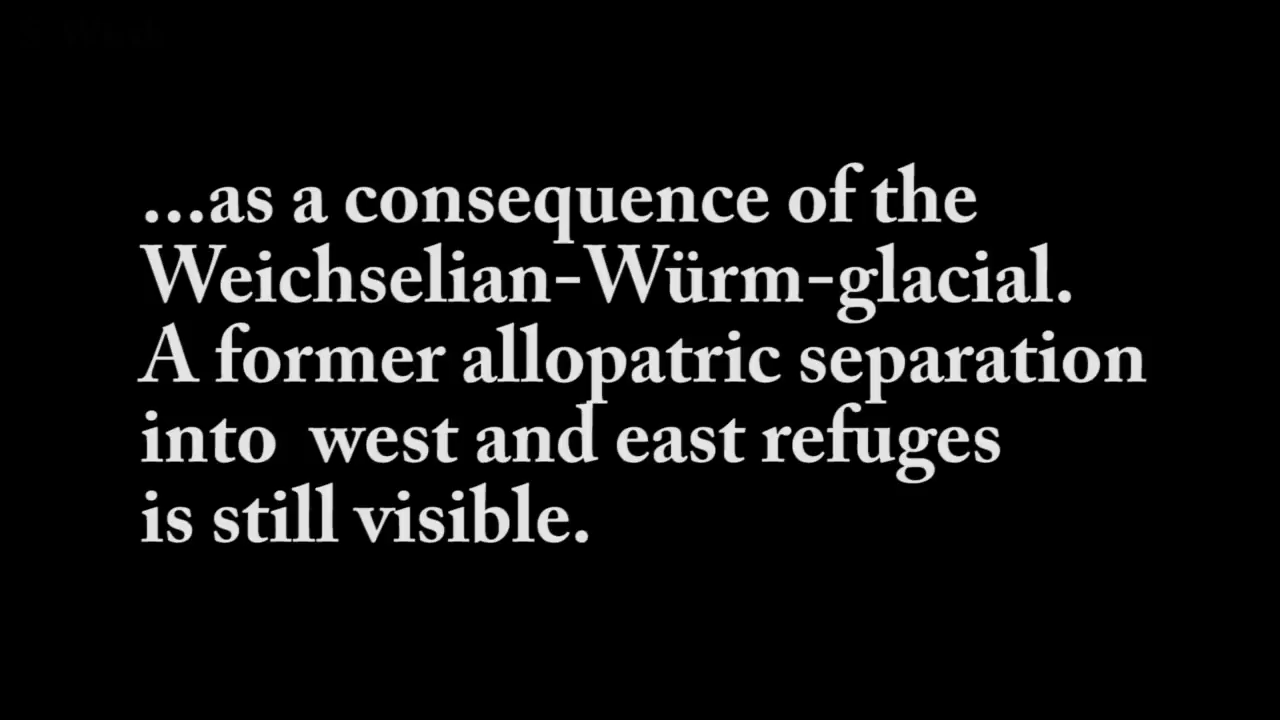 ...as a consequence of the
Weichselian-Würm-glacial.
A former allopatric separation
into  west and east refuges
is still visible.